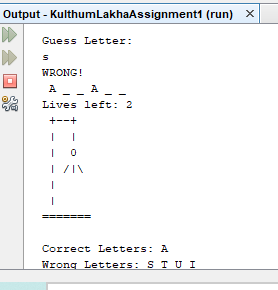 Output - KulthumLakhaAssignment1 (run) ×
Guess Letter:
s
WRONG!
A _ _ A _ _
Lives left: 2
+--+
|  |
|  0
| /|\
|
|
=======
Correct Letters: A
Wrong Letters: S T U I